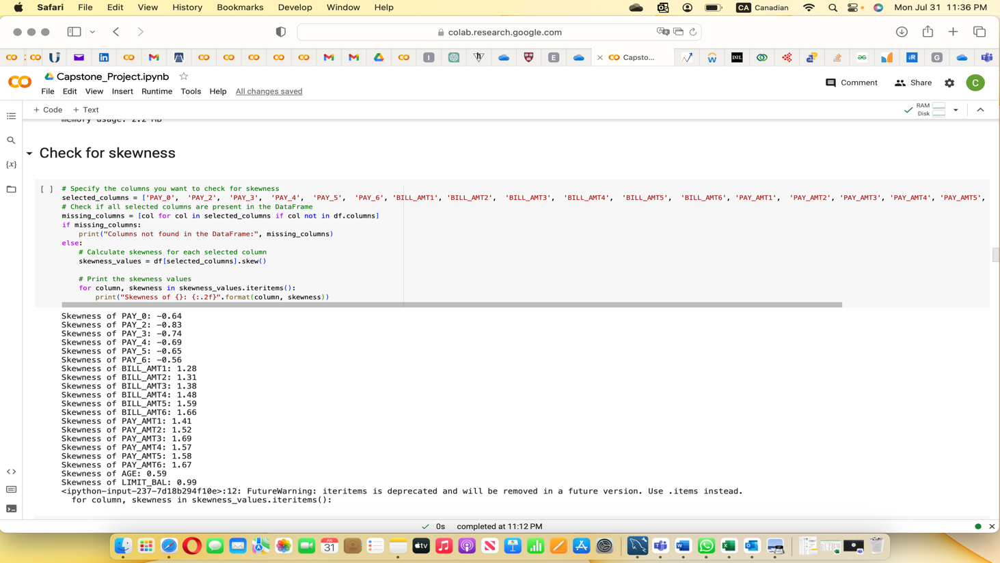 Safari File Edit View History Bookmarks Develop Window Help CA Canadian Mon Jul 31 11:36 PM
colab.research.google.com
Capsto...
Capstone_Project.ipynb
File Edit View Insert Runtime Tools Help All changes saved
Comment Share C
+ Code + Text
RAM
Disk
memory usage: 2.2 MB
Check for skewness
[ ] # Specify the columns you want to check for skewness
selected_columns = ['PAY_0', 'PAY_2', 'PAY_3', 'PAY_4', 'PAY_5', 'PAY_6', 'BILL_AMT1', 'BILL_AMT2', 'BILL_AMT3', 'BILL_AMT4', 'BILL_AMT5', 'BILL_AMT6', 'PAY_AMT1', 'PAY_AMT2', 'PAY_AMT3', 'PAY_AMT4', 'PAY_AMT5',
# Check if all selected columns are present in the DataFrame
missing_columns = [col for col in selected_columns if col not in df.columns]
if missing_columns:
print("Columns not found in the DataFrame:", missing_columns)
else:
# Calculate skewness for each selected column
skewness_values = df[selected_columns].skew()
# Print the skewness values
for column, skewness in skewness_values.iteritems():
print("Skewness of {}: {:.2f}".format(column, skewness))
Skewness of PAY_0: -0.64
Skewness of PAY_2: -0.83
Skewness of PAY_3: -0.74
Skewness of PAY_4: -0.69
Skewness of PAY_5: -0.65
Skewness of PAY_6: -0.56
Skewness of BILL_AMT1: 1.28
Skewness of BILL_AMT2: 1.31
Skewness of BILL_AMT3: 1.38
Skewness of BILL_AMT4: 1.48
Skewness of BILL_AMT5: 1.59
Skewness of BILL_AMT6: 1.66
Skewness of PAY_AMT1: 1.41
Skewness of PAY_AMT2: 1.52
Skewness of PAY_AMT3: 1.69
Skewness of PAY_AMT4: 1.57
Skewness of PAY_AMT5: 1.58
Skewness of PAY_AMT6: 1.67
Skewness of AGE: 0.59
Skewness of LIMIT_BAL: 0.99
<ipython-input-237-7d18b294f10e>:12: FutureWarning: iteritems is deprecated and will be removed in a future version. Use .items instead.
for column, skewness in skewness_values.iteritems():
0s completed at 11:12 PM